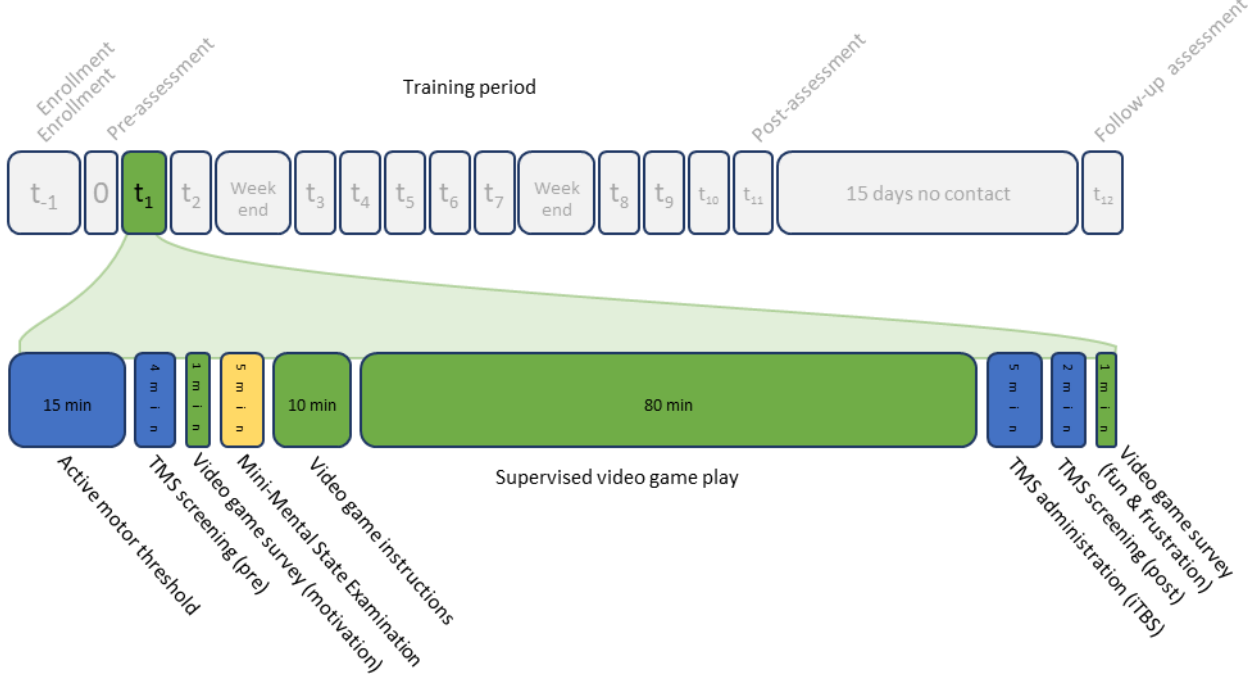 Enrollment
Enrollment
Pre-assessment
Training period
Post-assessment
Follow-up assessment
t-1
0
t1
t2
Week
end
t3
t4
t5
t6
t7
Week
end
t8
t9
t10
t11
15 days no contact
t12
15 min
4 min
1 min
5 min
10 min
80 min
5 min
2 min
1 min
Active motor threshold
TMS screening (pre)
Video game survey (motivation)
Mini-Mental State Examination
Video game instructions
Supervised video game play
TMS administration (iTBS)
TMS screening (post)
Video game survey
(fun & frustration)